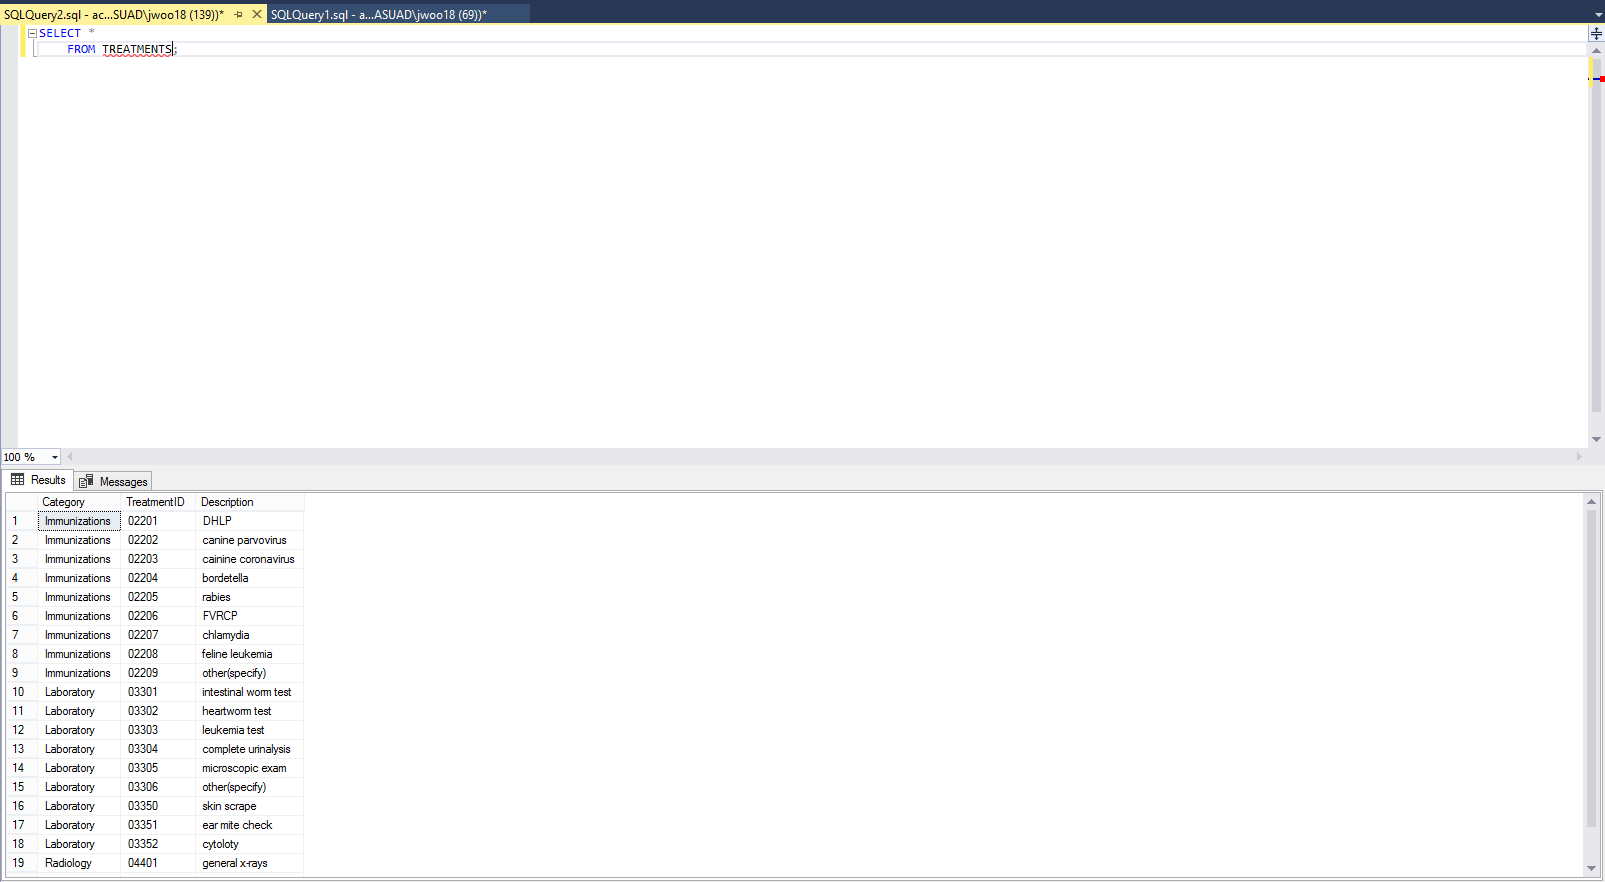 SQLQuery2.sql - ac...SUAD\jwoo18 (139))* SQLQuery1.sql - a...ASUAD\jwoo18 (69))*
SELECT *
FROM TREATMENTS;
100 %
Results Messages
Category TreatmentID Description
1 Immunizations 02201 DHLP
2 Immunizations 02202 canine parvovirus
3 Immunizations 02203 cainine coronavirus
4 Immunizations 02204 bordetella
5 Immunizations 02205 rabies
6 Immunizations 02206 FVRCP
7 Immunizations 02207 chlamydia
8 Immunizations 02208 feline leukemia
9 Immunizations 02209 other(specify)
10 Laboratory 03301 intestinal worm test
11 Laboratory 03302 heartworm test
12 Laboratory 03303 leukemia test
13 Laboratory 03304 complete urinalysis
14 Laboratory 03305 microscopic exam
15 Laboratory 03306 other(specify)
16 Laboratory 03350 skin scrape
17 Laboratory 03351 ear mite check
18 Laboratory 03352 cytoloty
19 Radiology 04401 general x-rays